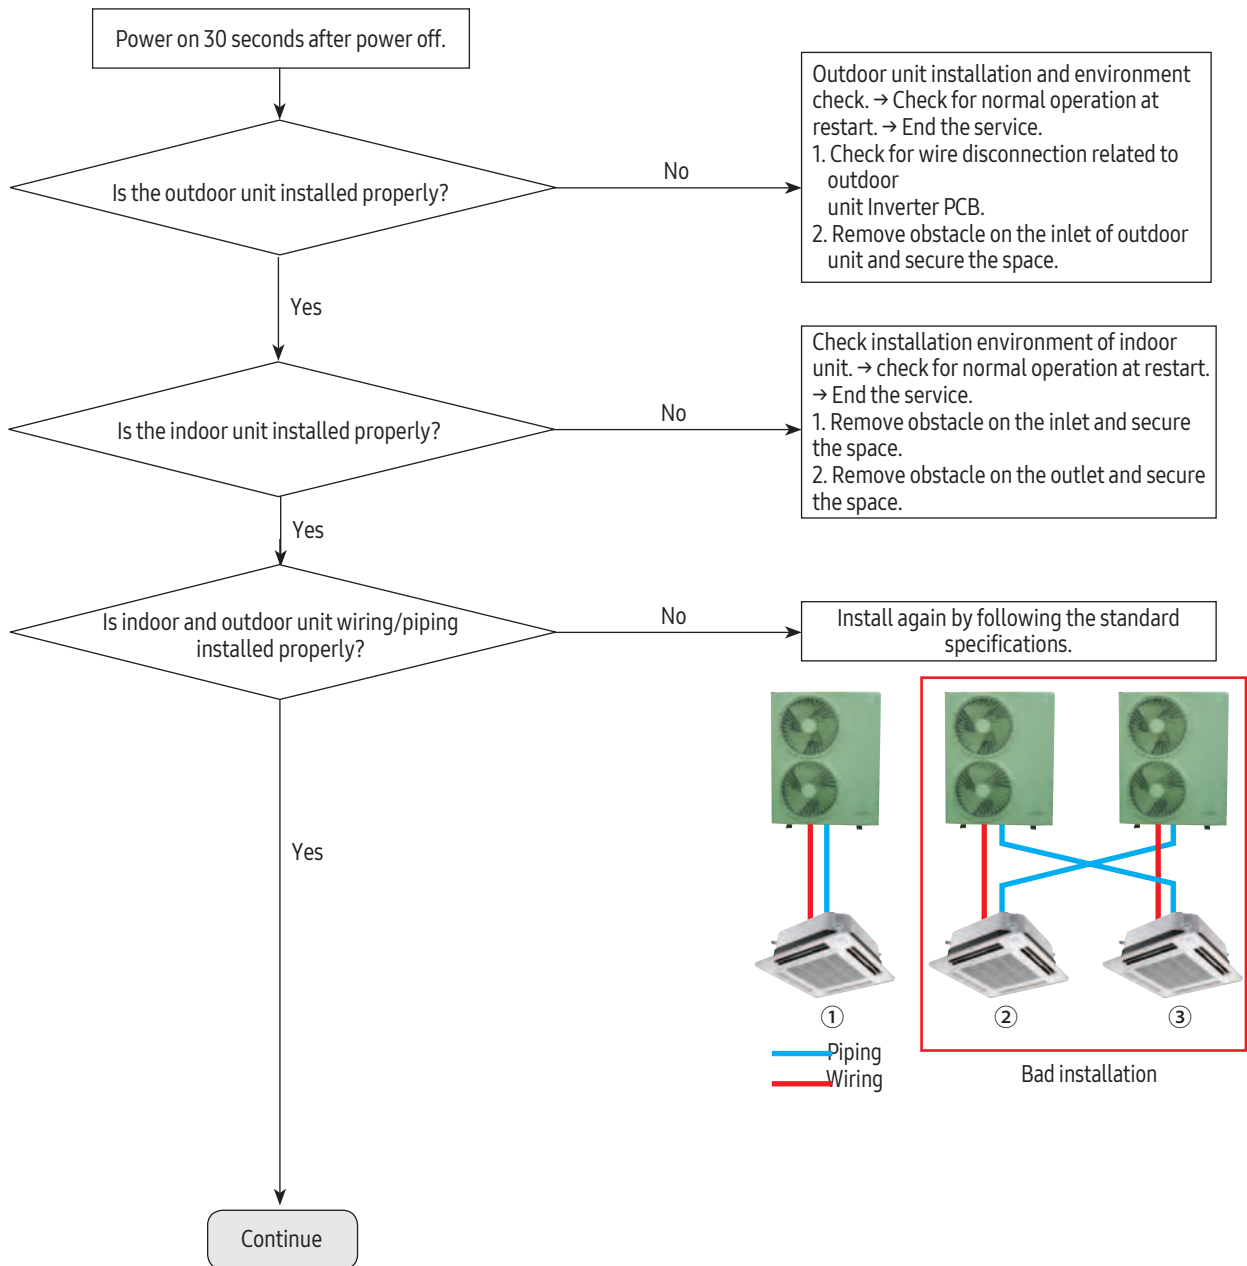 Power on 30 seconds after power off.
Is the outdoor unit installed properly?
No
Outdoor unit installation and environment
check. → Check for normal operation at
restart. → End the service.
1. Check for wire disconnection related to
outdoor
unit Inverter PCB.
2. Remove obstacle on the inlet of outdoor
unit and secure the space.
Yes
Is the indoor unit installed properly?
No
Check installation environment of indoor
unit. → check for normal operation at restart.
→ End the service.
1. Remove obstacle on the inlet and secure
the space.
2. Remove obstacle on the outlet and secure
the space.
Yes
Is indoor and outdoor unit wiring/piping
installed properly?
No
Install again by following the standard
specifications.
Yes
①
②
③
Piping
Wiring
Bad installation
Continue